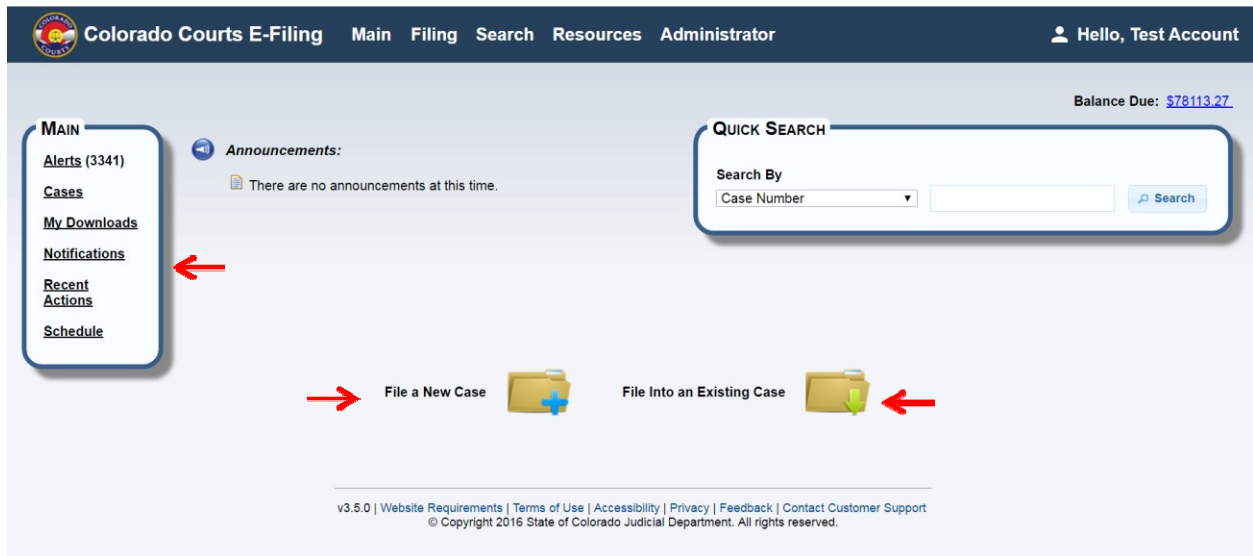 COLORADO
COURTS
Colorado Courts E-Filing Main Filing Search Resources Administrator Hello, Test Account
Balance Due: $78113.27
MAIN
Alerts (3341)
Cases
My Downloads
Notifications
Recent
Actions
Schedule
Announcements:
There are no announcements at this time.
QUICK SEARCH
Search By
Case Number
Search
File a New Case
File Into an Existing Case
v3.5.0 | Website Requirements | Terms of Use | Accessibility | Privacy | Feedback | Contact Customer Support
© Copyright 2016 State of Colorado Judicial Department. All rights reserved.